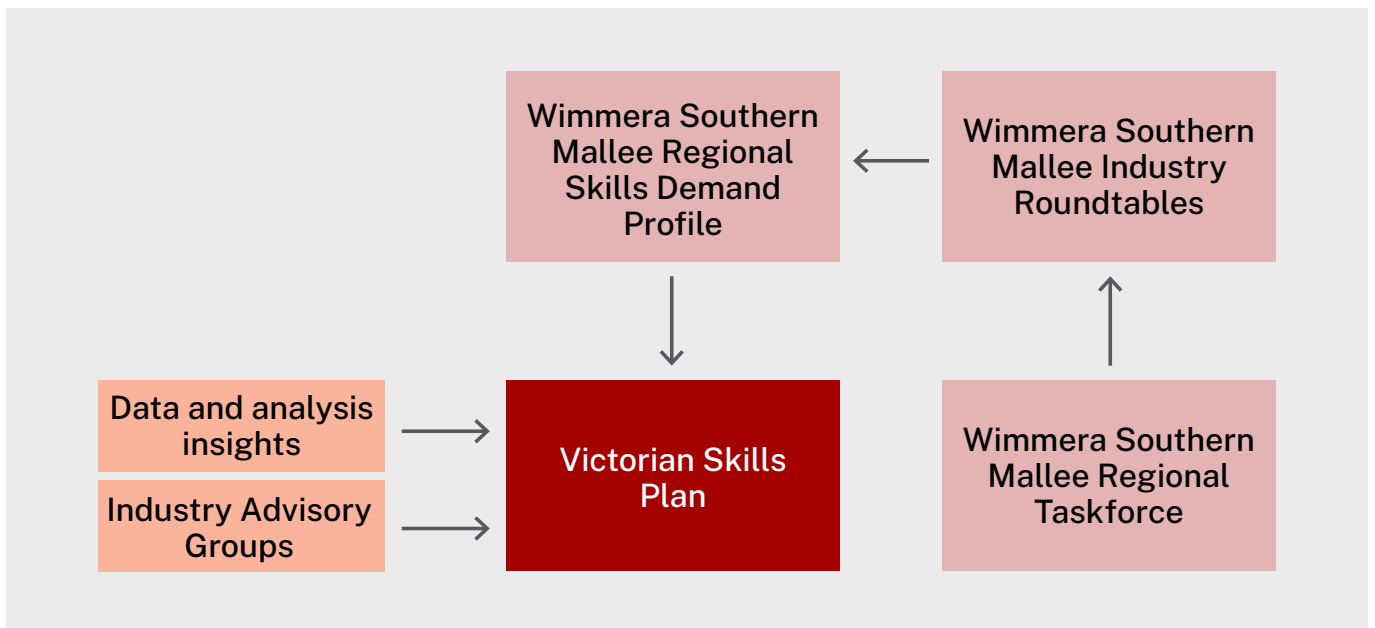 Wimmera Southern
Mallee Regional
Skills Demand
Profile
Wimmera Southern
Mallee Industry
Roundtables
Data and analysis
insights
Industry Advisory
Groups
Victorian Skills
Plan
Wimmera Southern
Mallee Regional
Taskforce